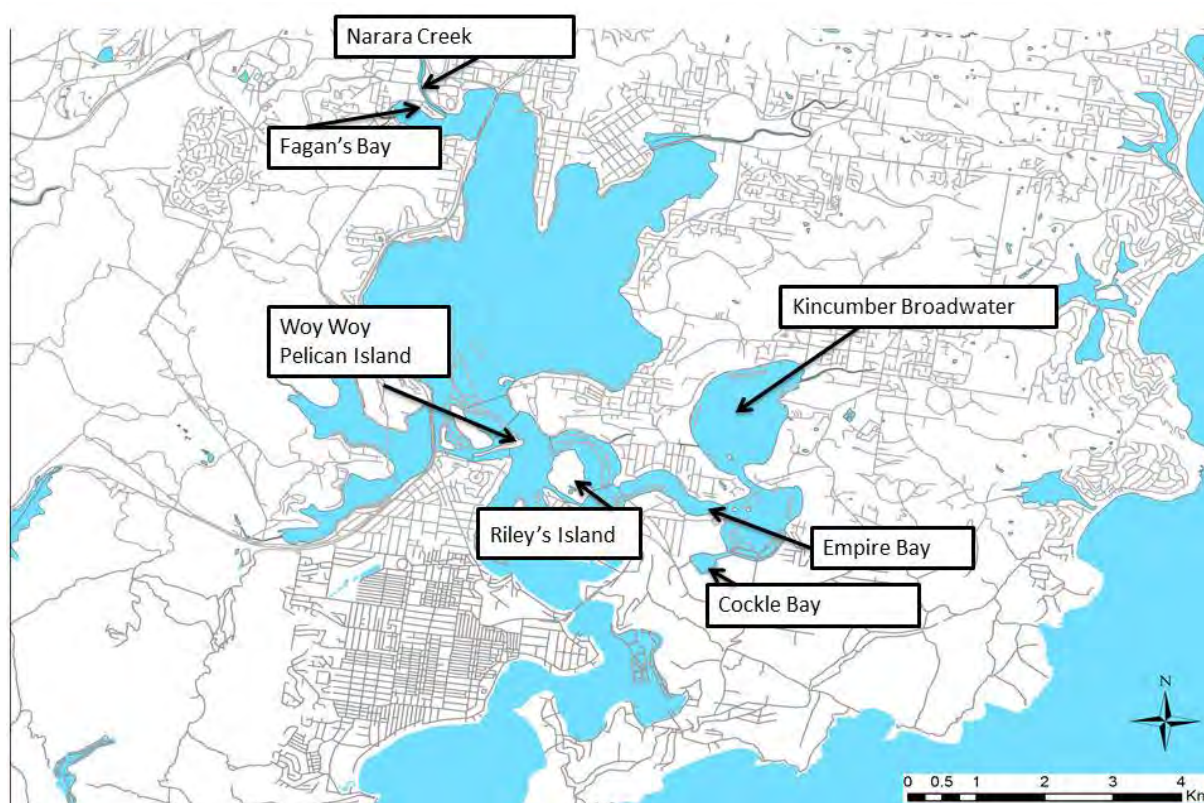 Narara Creek
Fagan's Bay
Woy Woy
Pelican Island
Kincumber Broadwater
Riley's Island
Empire Bay
Cockle Bay
N
0 0.5 1 2 3 4
Km